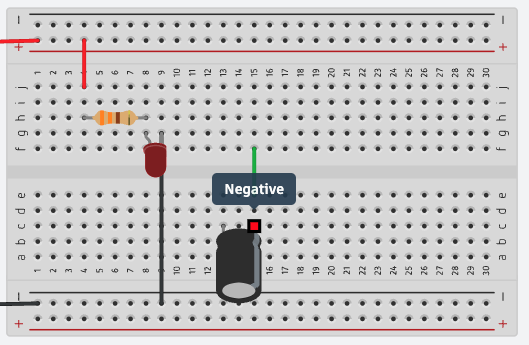 − −
+ +
1 2 3 4 5 6 7 8 9 10 11 12 13 14 15 16 17 18 19 20 21 22 23 24 25 26 27 28 29 30
j j
i i
h h
g g
f f
Negative
e e
d d
c c
b b
a a
1 2 3 4 5 6 7 8 9 10 11 12 13 14 15 16 17 18 19 20 21 22 23 24 25 26 27 28 29 30
− −
+ +